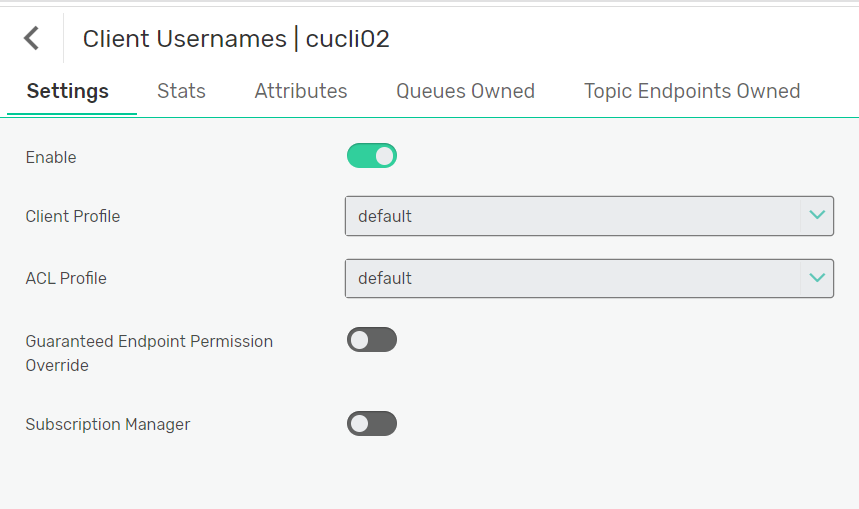 Client Usernames | cucli02
Settings Stats Attributes Queues Owned Topic Endpoints Owned
Enable
Client Profile default
ACL Profile default
Guaranteed Endpoint Permission
Override
Subscription Manager